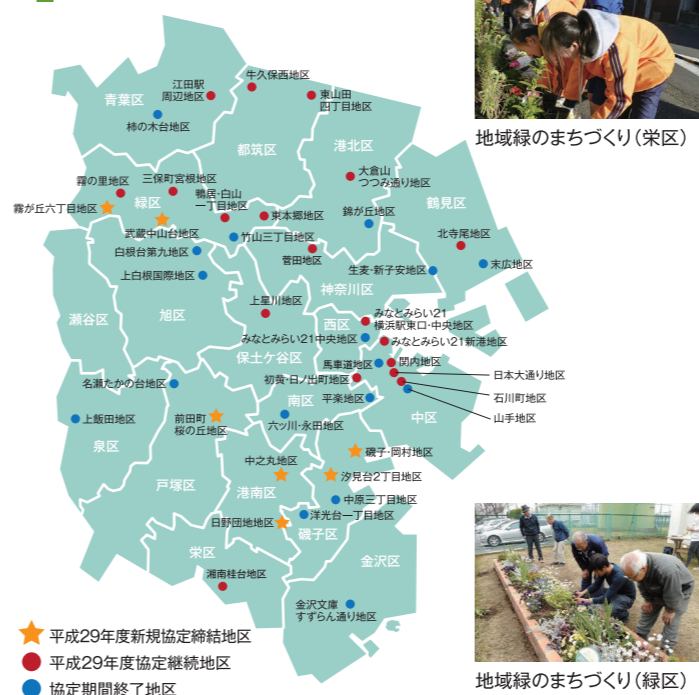 青葉区
江田駅
周辺地区
牛久保西地区
東山田
四丁目地区
柿の木台地区
都筑区
港北区
大倉山
つつみ通り地区
鶴見区
霧の里地区
三保町宮根地区
鴨居・白山
一丁目地区
東本郷地区
錦が丘地区
霧が丘六丁目地区
緑区
武蔵中山台地区
竹山三丁目地区
北寺尾地区
白根台第九地区
菅田地区
生麦・新子安地区
末広地区
上白根国際地区
神奈川区
瀬谷区
旭区
上星川地区
西区
みなとみらい21
横浜駅東口・中央地区
みなとみらい21中央地区
みなとみらい21新港地区
保土ケ谷区
馬車道地区
関内地区
日本大通り地区
名瀬たかの台地区
初黄・日ノ出町地区
石川町地区
南区
平楽地区
中区
山手地区
上飯田地区
前田町
桜の丘地区
六ッ川・永田地区
泉区
磯子・岡村地区
中之丸地区
汐見台2丁目地区
戸塚区
港南区
中原三丁目地区
日野団地地区
洋光台一丁目地区
磯子区
栄区
金沢区
湘南桂台地区
金沢文庫
すずらん通り地区
平成29年度新規協定締結地区
平成29年度協定継続地区
協定期間終了地区
地域緑のまちづくり(栄区)
地域緑のまちづくり(緑区)